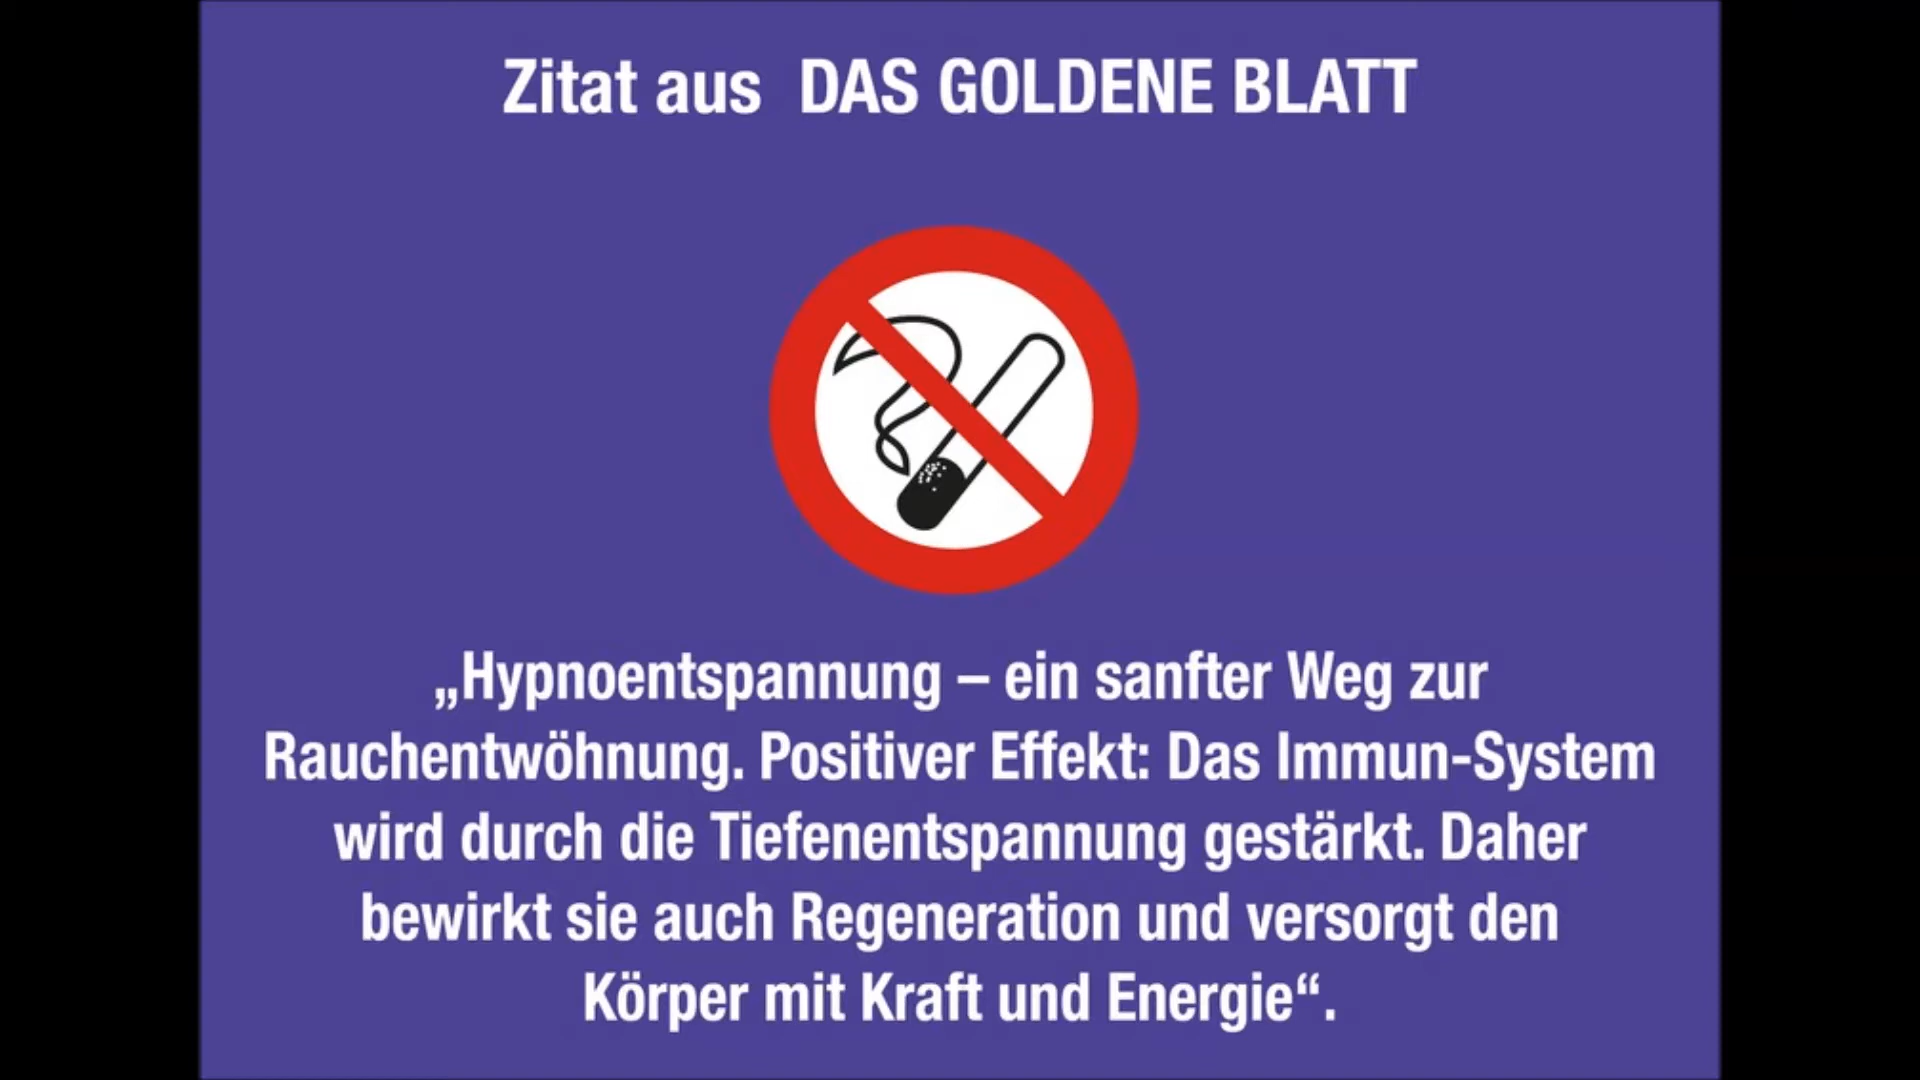 Zitat aus DAS GOLDENE BLATT
„Hypnoentspannung – ein sanfter Weg zur
Rauchentwöhnung. Positiver Effekt: Das Immun-System
wird durch die Tiefenentspannung gestärkt. Daher
bewirkt sie auch Regeneration und versorgt den
Körper mit Kraft und Energie“.